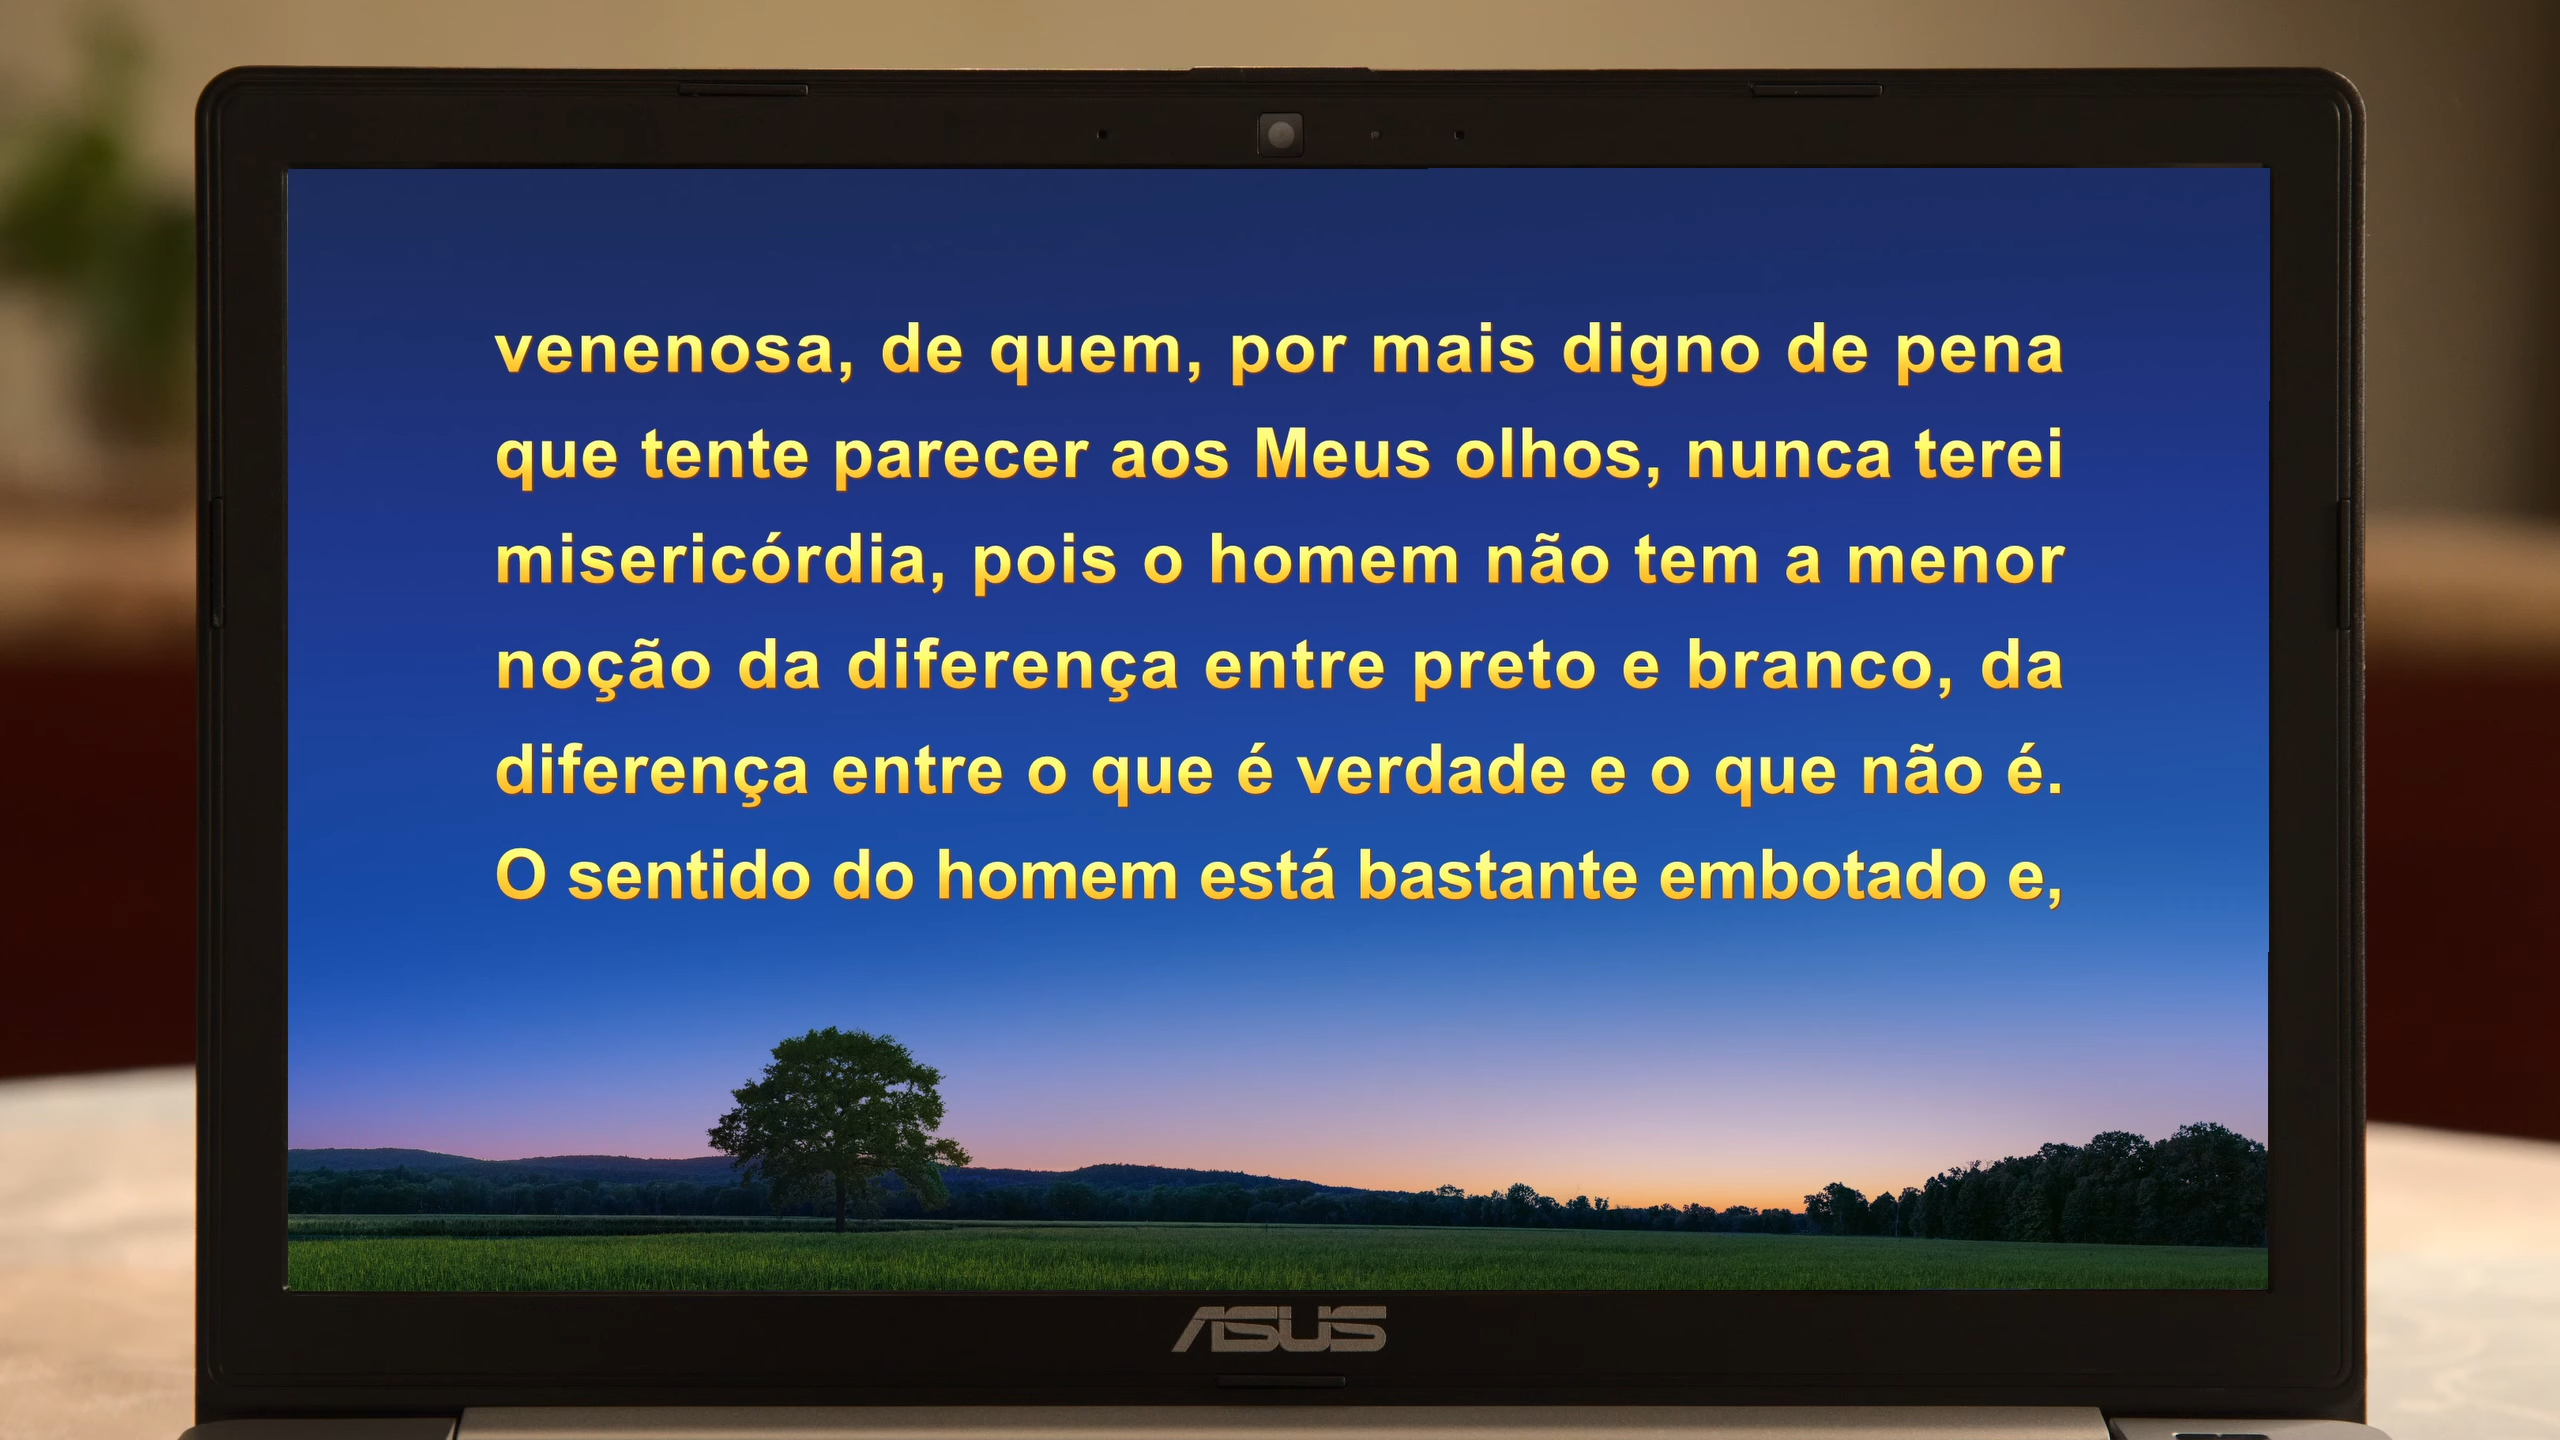 venenosa, de quem, por mais digno de pena
que tente parecer aos Meus olhos, nunca terei
misericórdia, pois o homem não tem a menor
noção da diferença entre preto e branco, da
diferença entre o que é verdade e o que não é.
O sentido do homem está bastante embotado e,
ASUS